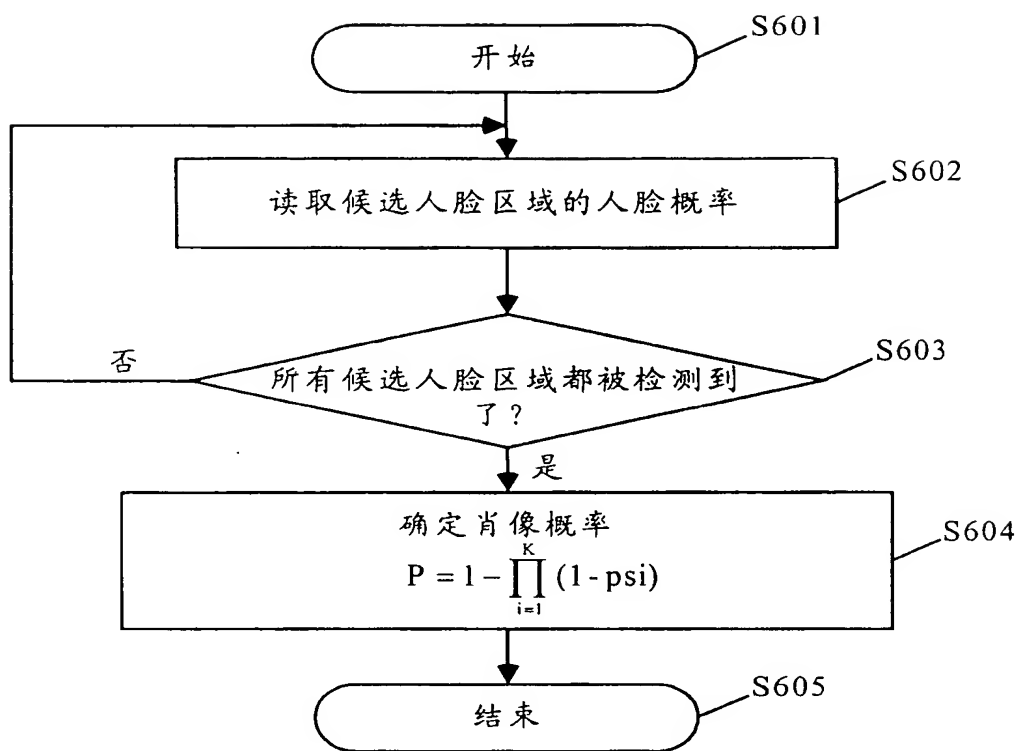 S601
开始
S602
读取候选人脸区域的人脸概率
S603
否
所有候选人脸区域都被检测到
了?
是
S604
确定肖像概率
P = 1 - ∏_{i=1}^{K} (1 - psi)
S605
结束